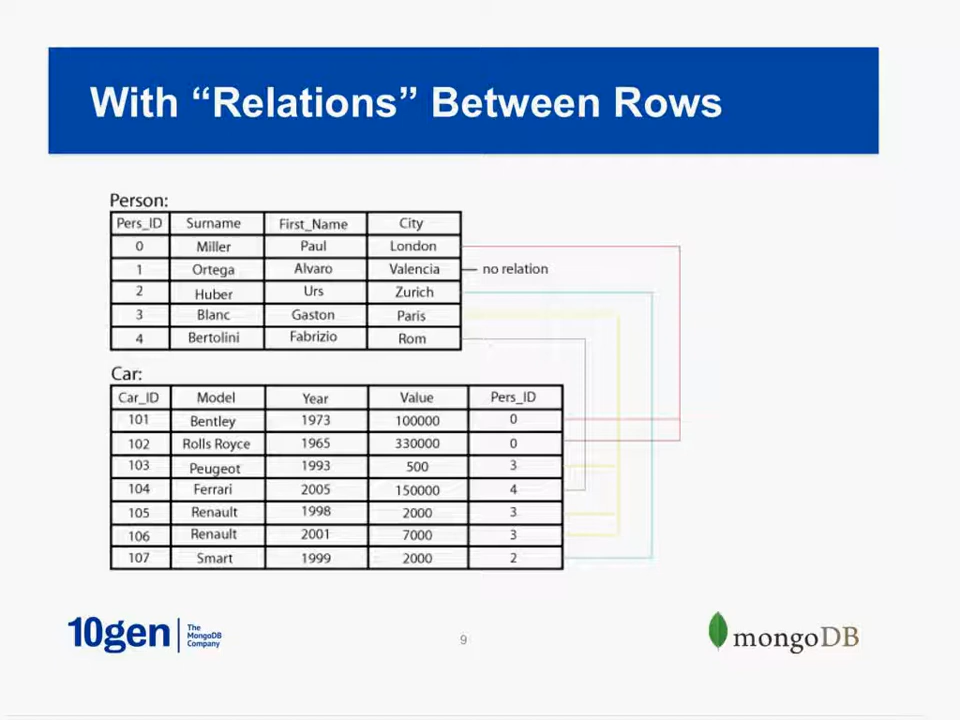 With “Relations” Between Rows
Person:
Pers_ID Surname First_Name City
0 Miller Paul London
1 Ortega Alvaro Valencia no relation
2 Huber Urs Zurich
3 Blanc Gaston Paris
4 Bertolini Fabrizio Rom
Car:
Car_ID Model Year Value Pers_ID
101 Bentley 1973 100000 0
102 Rolls Royce 1965 330000 0
103 Peugeot 1993 500 3
104 Ferrari 2005 150000 4
105 Renault 1998 2000 3
106 Renault 2001 7000 3
107 Smart 1999 2000 2
10gen
The
MongoDB
Company
9
mongoDB